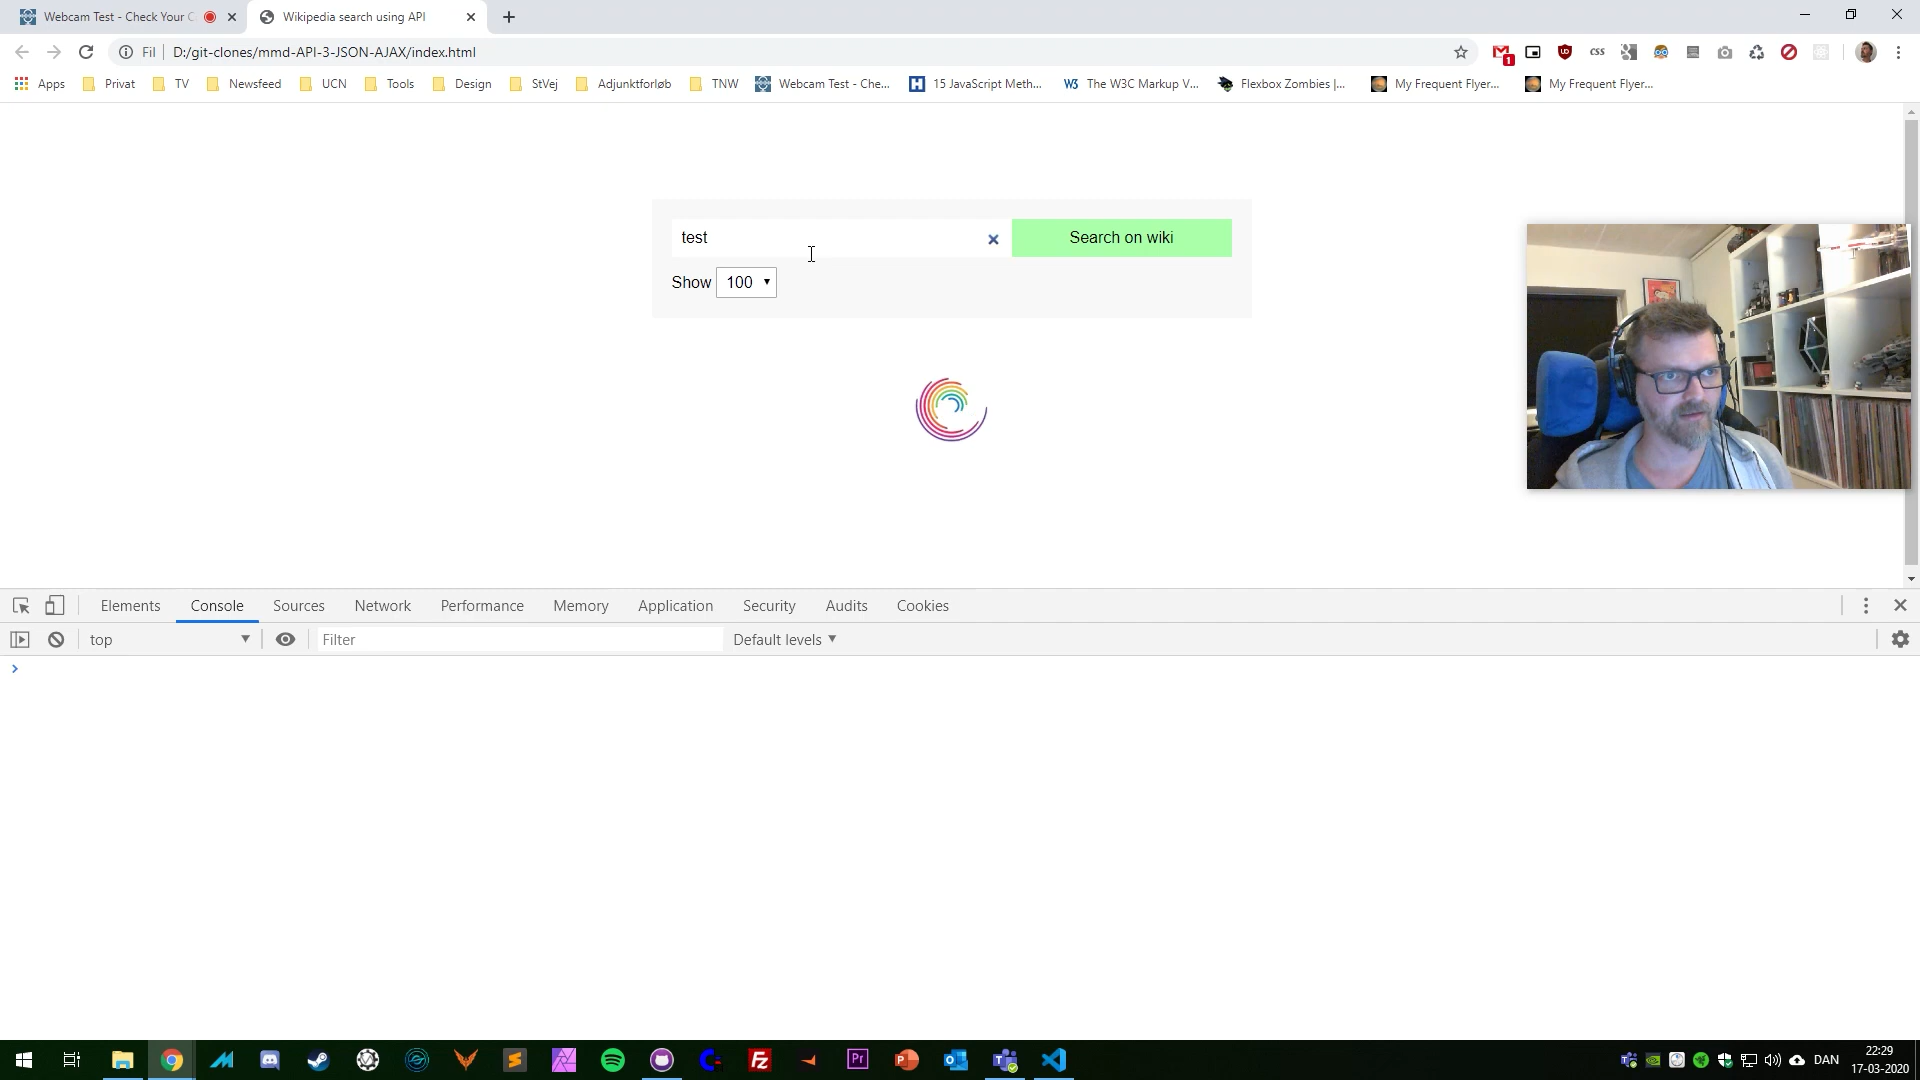 Webcam Test - Check Your C
Wikipedia search using API
Fil
D:/git-clones/mmd-API-3-JSON-AJAX/index.html
1
css
Apps
Privat
TV
Newsfeed
UCN
Tools
Design
StVej
Adjunktforløb
TNW
Webcam Test - Che...
15 JavaScript Meth...
The W3C Markup V...
Flexbox Zombies |...
My Frequent Flyer...
My Frequent Flyer...
test
Search on wiki
Show
100
Elements
Console
Sources
Network
Performance
Memory
Application
Security
Audits
Cookies
top
Filter
Default levels
DAN
22:29
17-03-2020